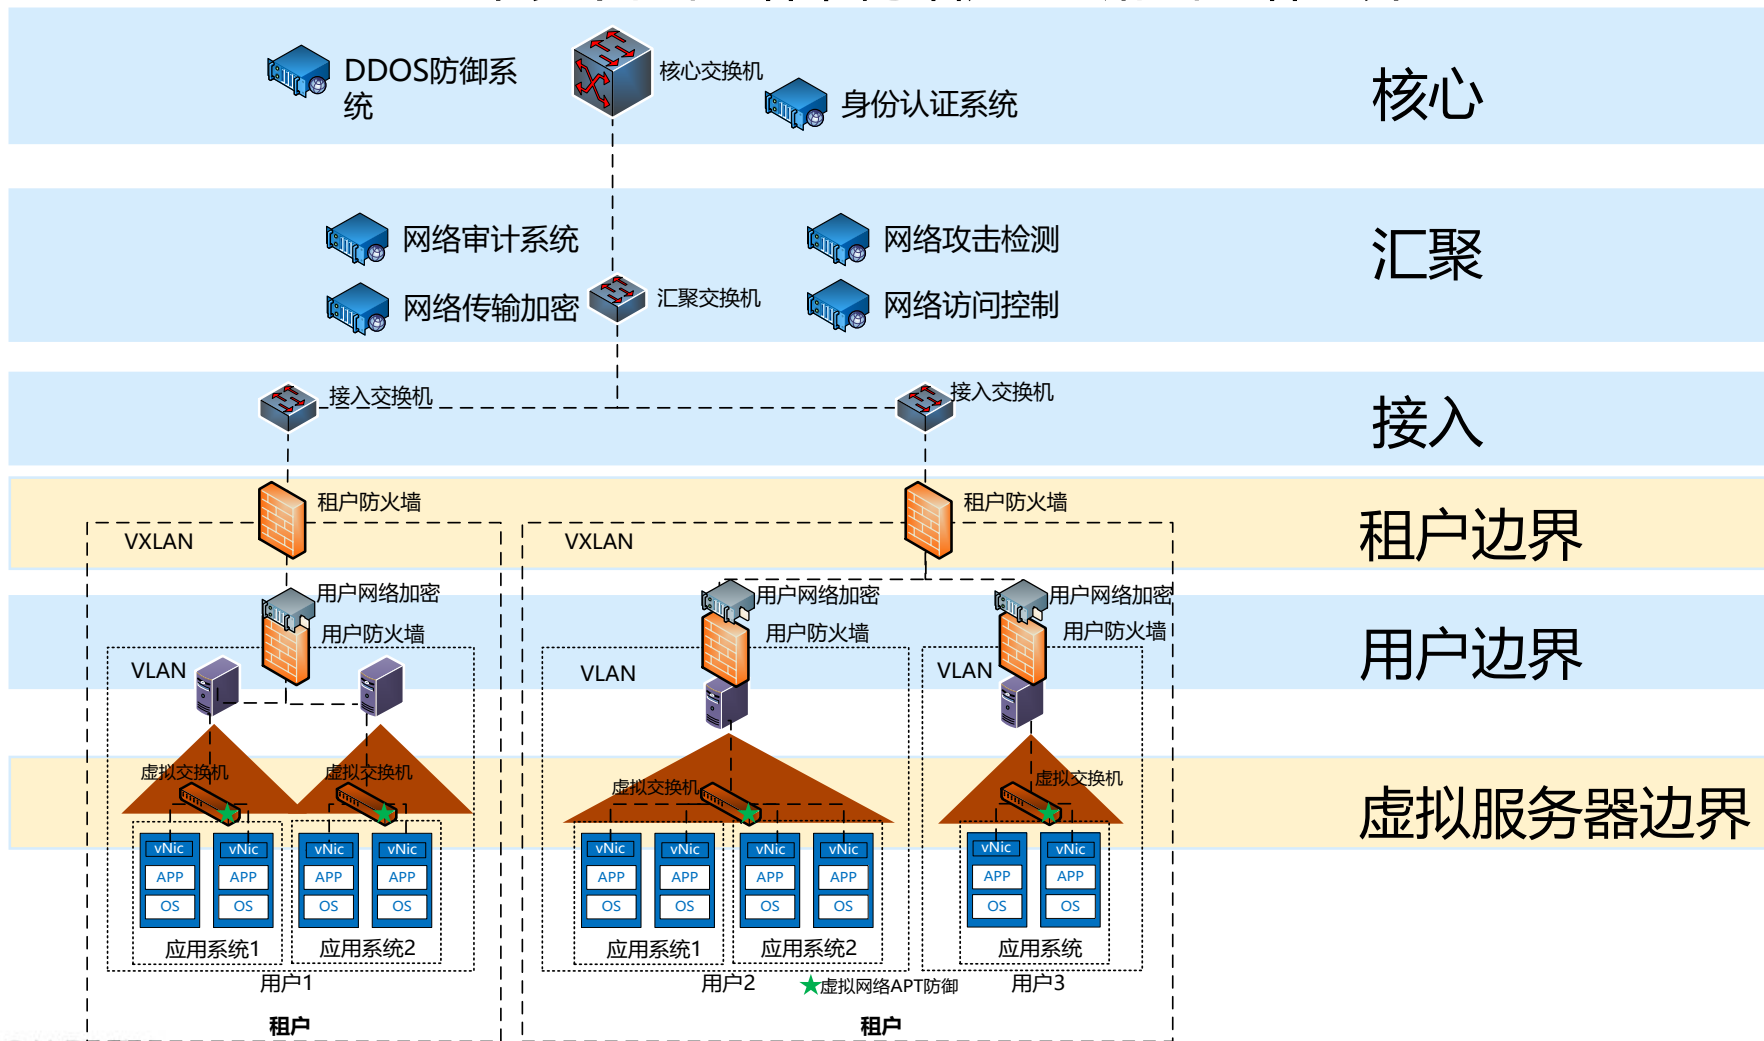 DDOS防御系
统
核心交换机
身份认证系统
核心
网络审计系统
网络攻击检测
汇聚
网络传输加密
汇聚交换机
网络访问控制
接入交换机
接入交换机
接入
租户防火墙
租户防火墙
VXLAN
VXLAN
租户边界
用户网络加密
用户网络加密
用户网络加密
用户防火墙
用户防火墙
用户防火墙
VLAN
VLAN
VLAN
用户边界
虚拟交换机
虚拟交换机
虚拟交换机
虚拟交换机
虚拟服务器边界
vNic
vNic
vNic
vNic
vNic
vNic
vNic
vNic
vNic
vNic
APP
APP
APP
APP
APP
APP
APP
APP
APP
APP
OS
OS
OS
OS
OS
OS
OS
OS
OS
OS
应用系统1
应用系统2
应用系统1
应用系统2
应用系统
用户1
用户2
虚拟网络APT防御
用户3
租户
租户